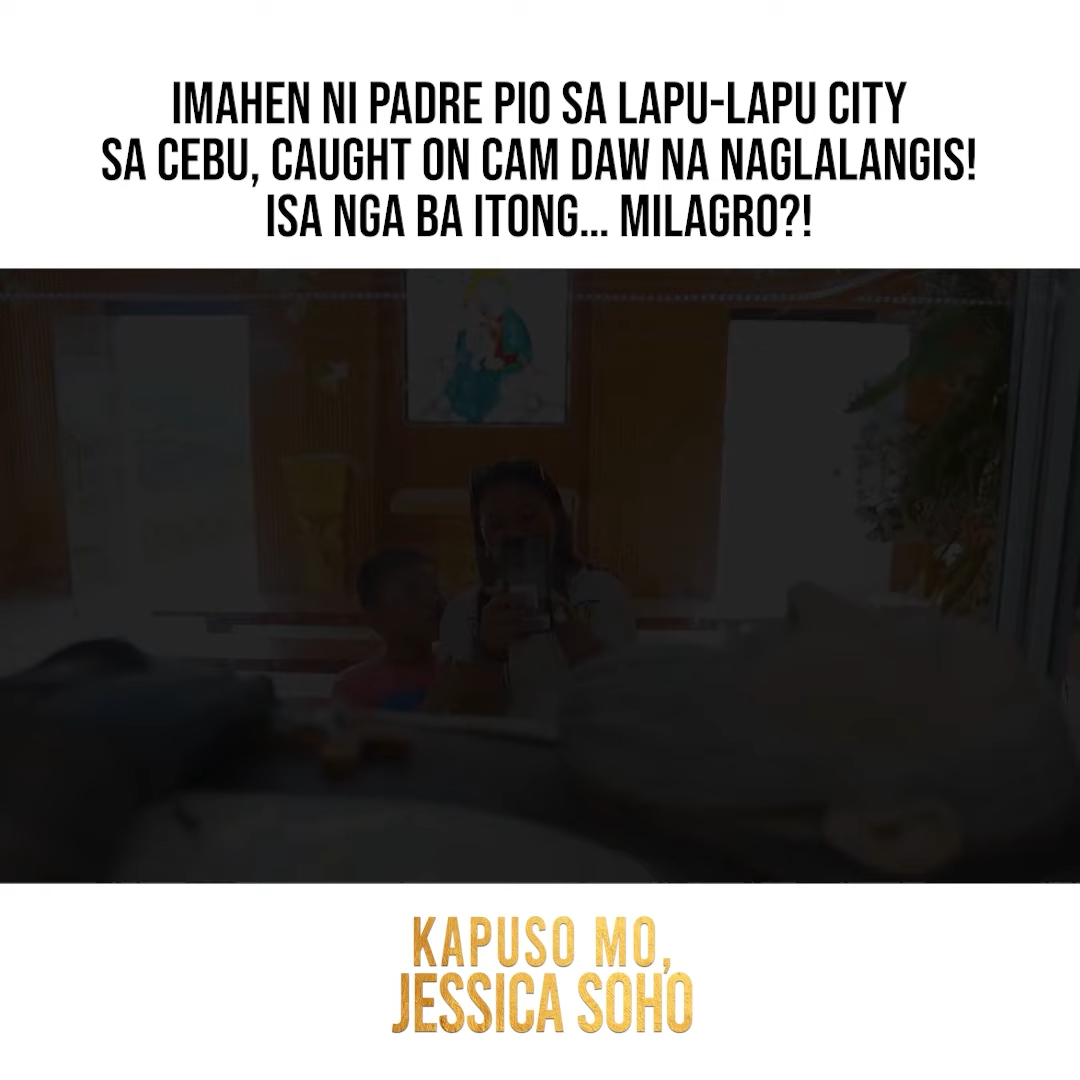 IMAHEN NI PADRE PIO SA LAPU-LAPU CITY
SA CEBU, CAUGHT ON CAM DAW NA NAGLALANGIS!
ISA NGA BA ITONG... MILAGRO?!
KAPUSO MO,
JESSICA SOHO